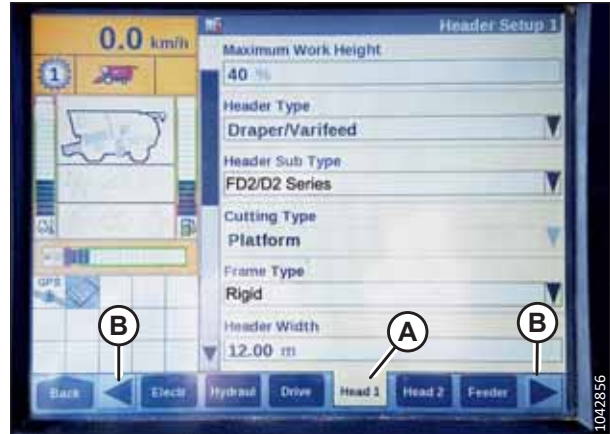 0.0 km/h
Header Setup 1
1
Maximum Work Height
40 %
Header Type
Draper/Varifeed
Header Sub Type
FD2/D2 Series
Cutting Type
Platform
Frame Type
Rigid
GPS
Header Width
12.00 m
B
A
B
Back
Electr
Hydraul
Drive
Head 1
Head 2
Feeder
1042856